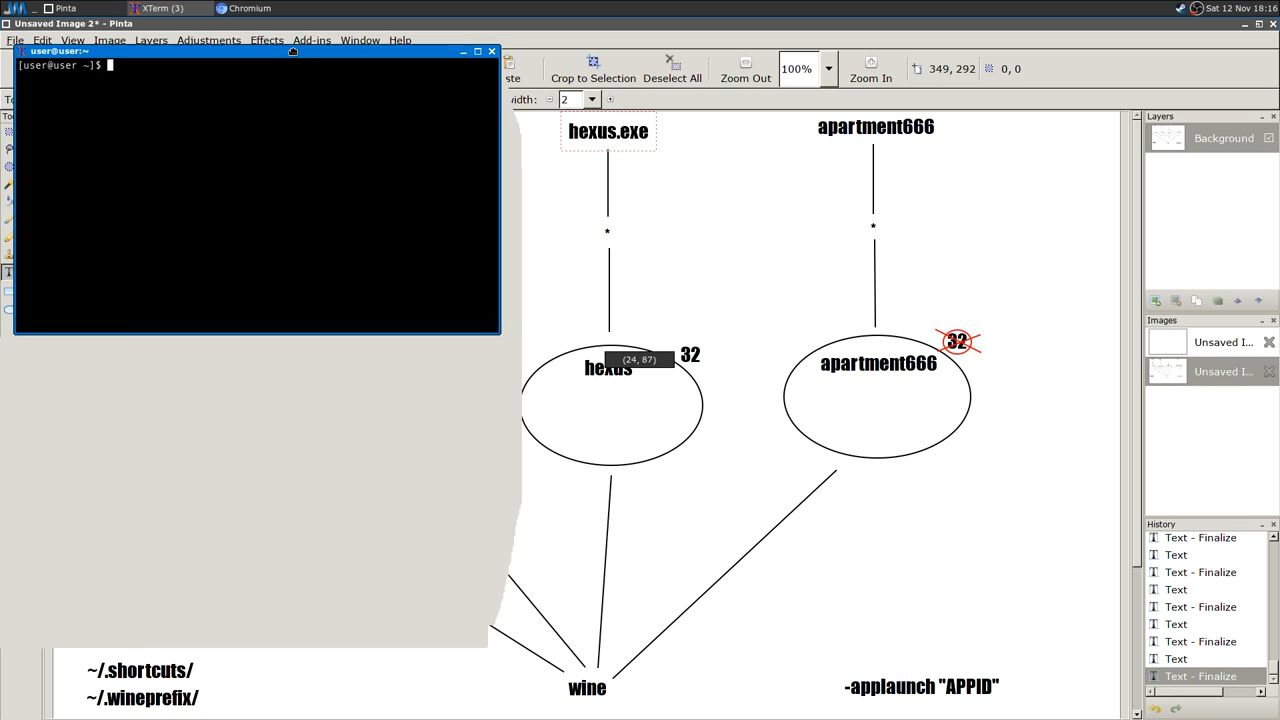 Pinta
XTerm (3)
Chromium
Sat 12 Nov 18:16
Unsaved Image 2* - Pinta
File Edit View Image Layers Adjustments Effects Add-ins Window Help
user@user:~
[user@user ~]$
ste
Crop to Selection
Deselect All
Zoom Out
100%
Zoom In
349, 292
0, 0
To
width: 2
Too
hexus.exe
apartment666
*
*
32
32
(24, 87)
hexus
apartment666
~/.shortcuts/
~/.wineprefix/
wine
-applaunch "APPID"
Layers
Background
Images
Unsaved I...
Unsaved I...
History
Text - Finalize
Text
Text - Finalize
Text
Text - Finalize
Text
Text - Finalize
Text
Text - Finalize